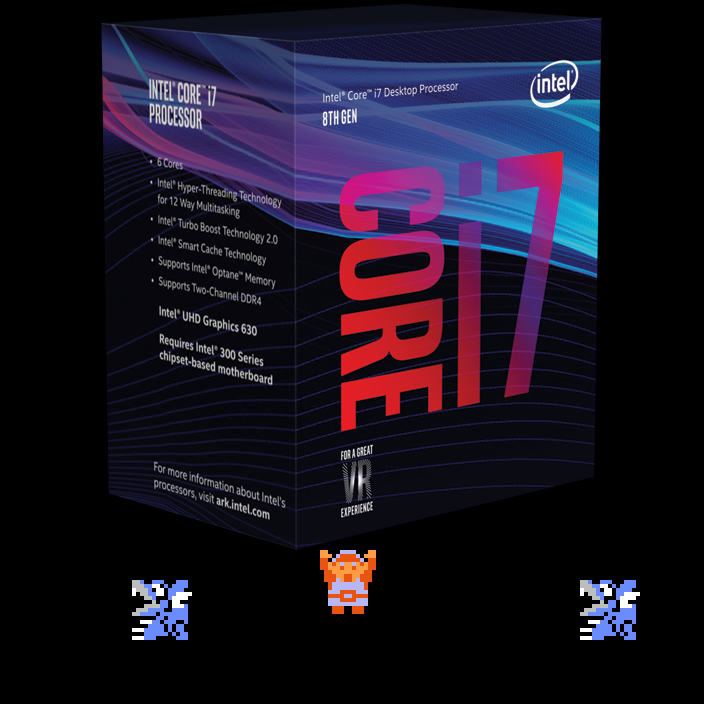 INTEL® CORE™ i7
PROCESSOR
• 6 Cores
• Intel® Hyper-Threading Technology
for 12 Way Multitasking
• Intel® Turbo Boost Technology 2.0
• Intel® Smart Cache Technology
• Supports Intel® Optane™ Memory
• Supports Two-Channel DDR4
Intel® UHD Graphics 630
Requires Intel® 300 Series
chipset-based motherboard
For more information about Intel's
processors, visit ark.intel.com
Intel® Core™ i7 Desktop Processor
8TH GEN
intel
CORE
i7
FOR A GREAT
VR
EXPERIENCE